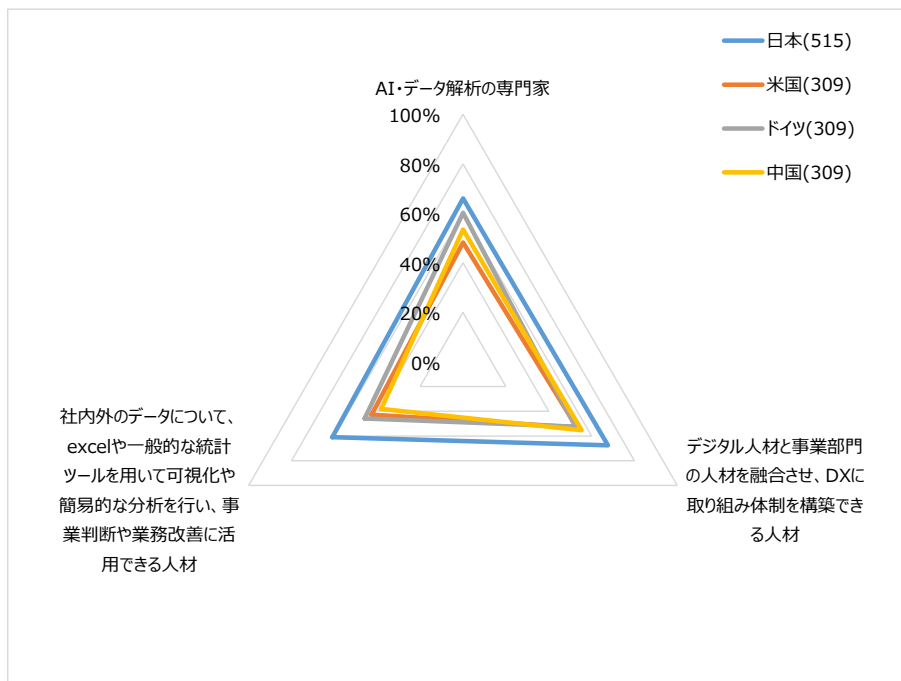 日本(515)
米国(309)
ドイツ(309)
中国(309)
AI・データ解析の専門家
100%
80%
60%
40%
20%
0%
社内外のデータについて、
excelや一般的な統計
ツールを用いて可視化や
簡易的な分析を行い、事
業判断や業務改善に活
用できる人材
デジタル人材と事業部門
の人材を融合させ、DXに
取り組み体制を構築でき
る人材